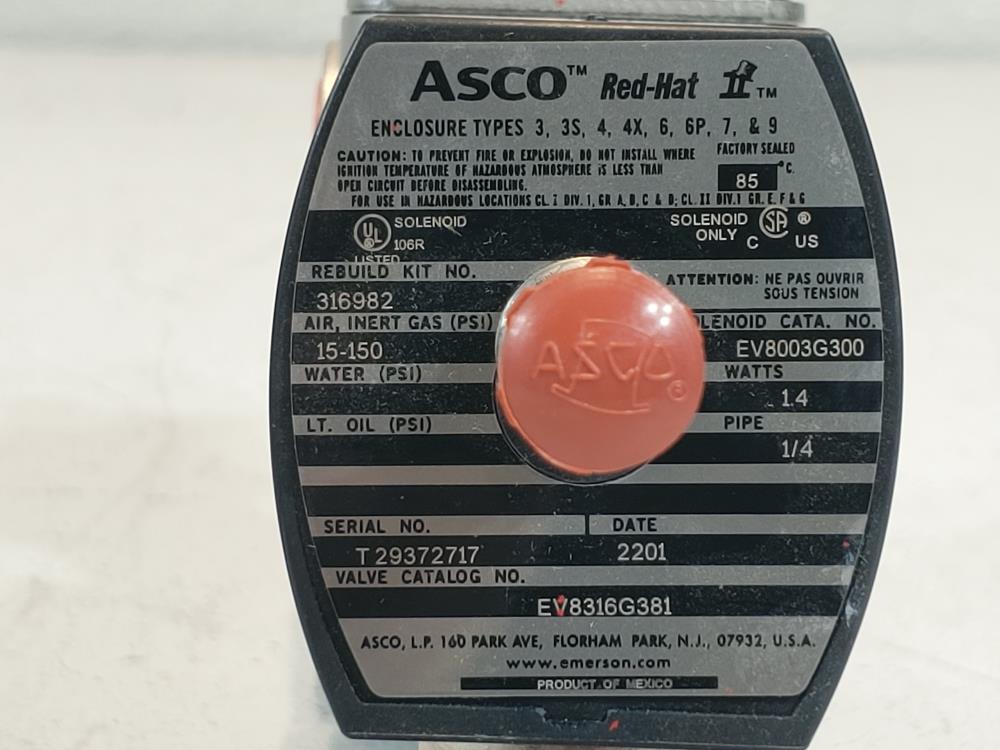 ASCO™ Red-Hat II™
ENCLOSURE TYPES 3, 3S, 4, 4X, 6, 6P, 7, & 9
CAUTION: TO PREVENT FIRE OR EXPLOSION, DO NOT INSTALL WHERE
IGNITION TEMPERATURE OF HAZARDOUS ATMOSPHERE IS LESS THAN
OPEN CIRCUIT BEFORE DISASSEMBLING.
FACTORY SEALED
85 °C.
FOR USE IN HAZARDOUS LOCATIONS CL. I DIV. 1, GR A, B, C & D; CL. II DIV. 1 GR. E, F & G
UL ® SOLENOID
106R
LISTED
SOLENOID
ONLY C SA ® US
REBUILD KIT NO.
316982
ATTENTION: NE PAS OUVRIR
SOUS TENSION
AIR, INERT GAS (PSI)
LENOID CATA. NO.
15-150
EV8003G300
WATER (PSI)
WATTS
1.4
LT. OIL (PSI)
PIPE
1/4
ASCO ®
SERIAL NO. DATE
T29372717 2201
VALVE CATALOG NO.
EV8316G381
ASCO, L.P. 160 PARK AVE, FLORHAM PARK, N.J., 07932, U.S.A.
www.emerson.com
PRODUCT OF MEXICO